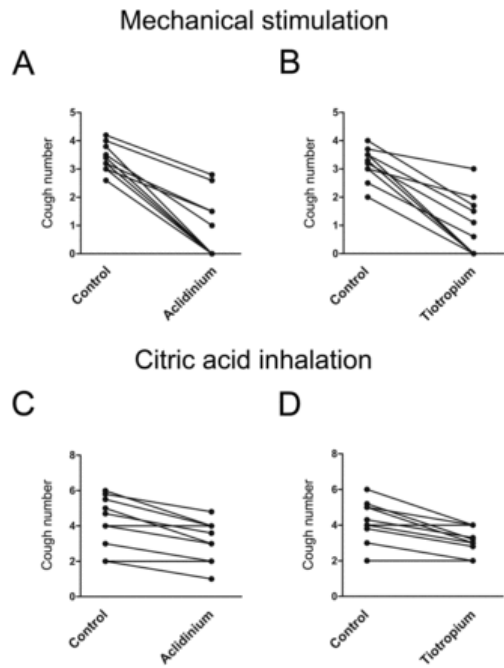 Mechanical stimulation
A
B
Cough number
5
4
3
2
1
0
Control
Aclidinium
Cough number
5
4
3
2
1
0
Control
Tiotropium
Citric acid inhalation
C
D
Cough number
8
6
4
2
0
Control
Aclidinium
Cough number
8
6
4
2
0
Control
Tiotropium